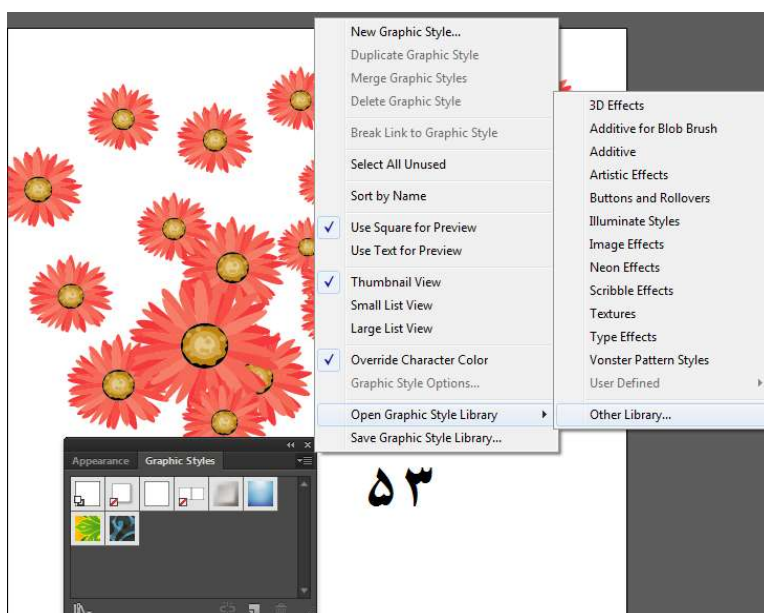 New Graphic Style...
Duplicate Graphic Style
Merge Graphic Styles
Delete Graphic Style
Break Link to Graphic Style
Select All Unused
Sort by Name
Use Square for Preview
Use Text for Preview
Thumbnail View
Small List View
Large List View
Override Character Color
Graphic Style Options...
Open Graphic Style Library
Save Graphic Style Library...
3D Effects
Additive for Blob Brush
Additive
Artistic Effects
Buttons and Rollovers
Illuminate Styles
Image Effects
Neon Effects
Scribble Effects
Textures
Type Effects
Vonster Pattern Styles
User Defined
Other Library...
Appearance Graphic Styles
۵۳